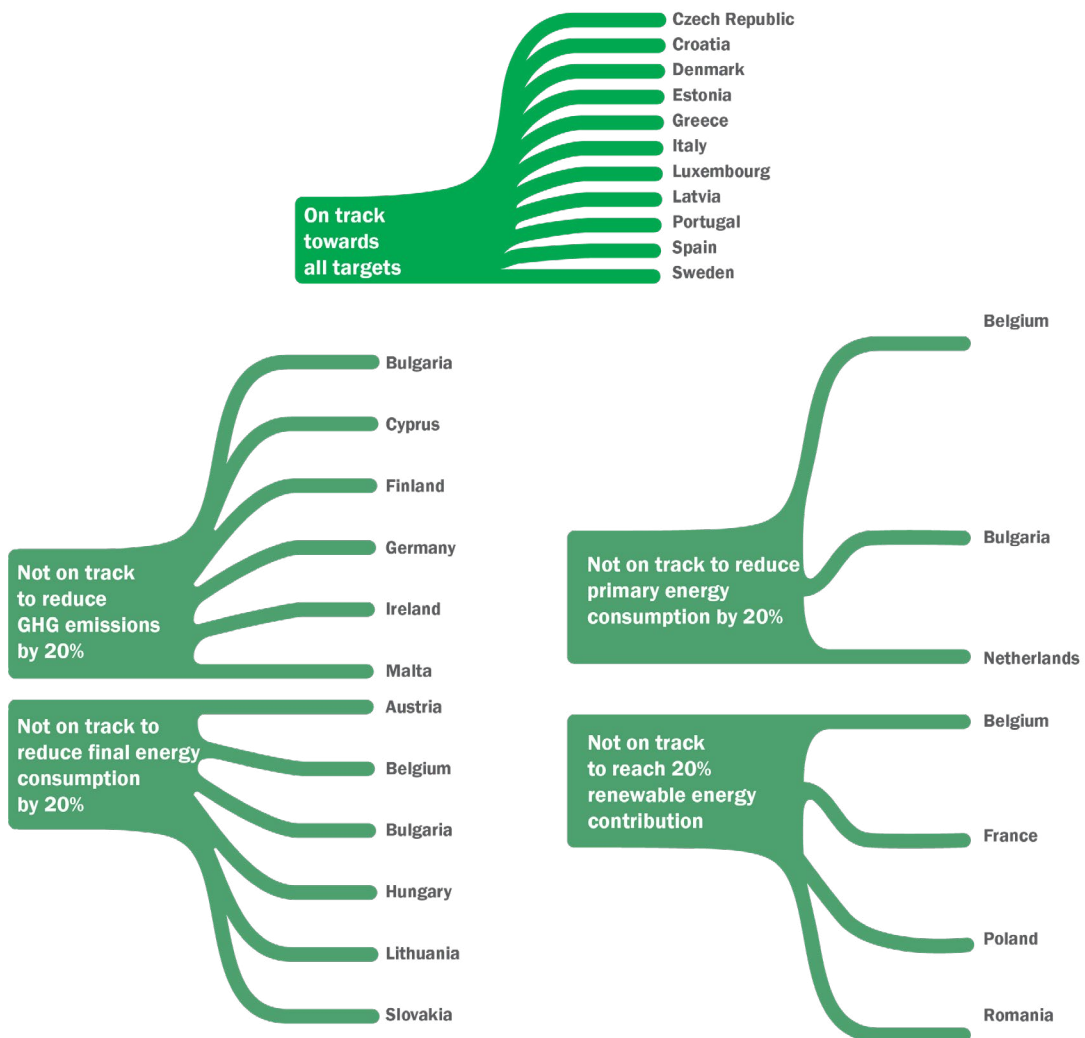 Czech Republic
Croatia
Denmark
Estonia
Greece
Italy
Luxembourg
Latvia
Portugal
Spain
Sweden
On track
towards
all targets
Bulgaria
Cyprus
Finland
Germany
Ireland
Malta
Not on track
to reduce
GHG emissions
by 20%
Belgium
Bulgaria
Netherlands
Not on track to reduce
primary energy
consumption by 20%
Austria
Belgium
Bulgaria
Hungary
Lithuania
Slovakia
Not on track to
reduce final energy
consumption
by 20%
Belgium
France
Poland
Romania
Not on track
to reach 20%
renewable energy
contribution